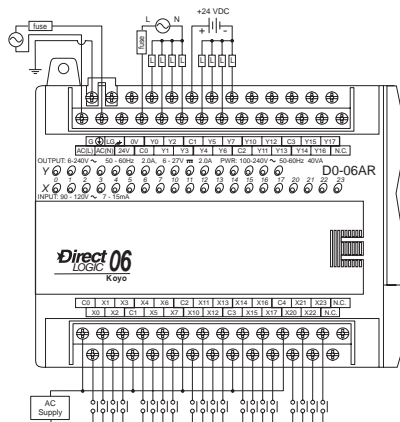 +24 VDC
L N
fuse
fuse
+ -
L L L L L L L L
G LG 0V Y0 Y2 C1 Y5 Y7 Y10 Y12 C3 Y15 Y17
AC(L) AC(N) 24V C0 Y1 Y3 Y4 Y6 C2 Y11 Y13 Y14 Y16 N.C.
OUTPUT: 6-240V ~ 50 - 60Hz 2.0A, 6 - 27V 2.0A PWR: 100-240V ~ 50-60Hz 40VA
Y D0-06AR
0 1 2 3 4 5 6 7 10 11 12 13 14 15 16 17 20 21 22 23
X
INPUT: 90 - 120V ~ 7 - 15mA
Direct
LOGIC 06
Koyo
C0 X1 X3 X4 X6 C2 X11 X13 X14 X16 C4 X21 X23 N.C.
X0 X2 C1 X5 X7 X10 X12 C3 X15 X17 X20 X22 N.C.
AC
Supply